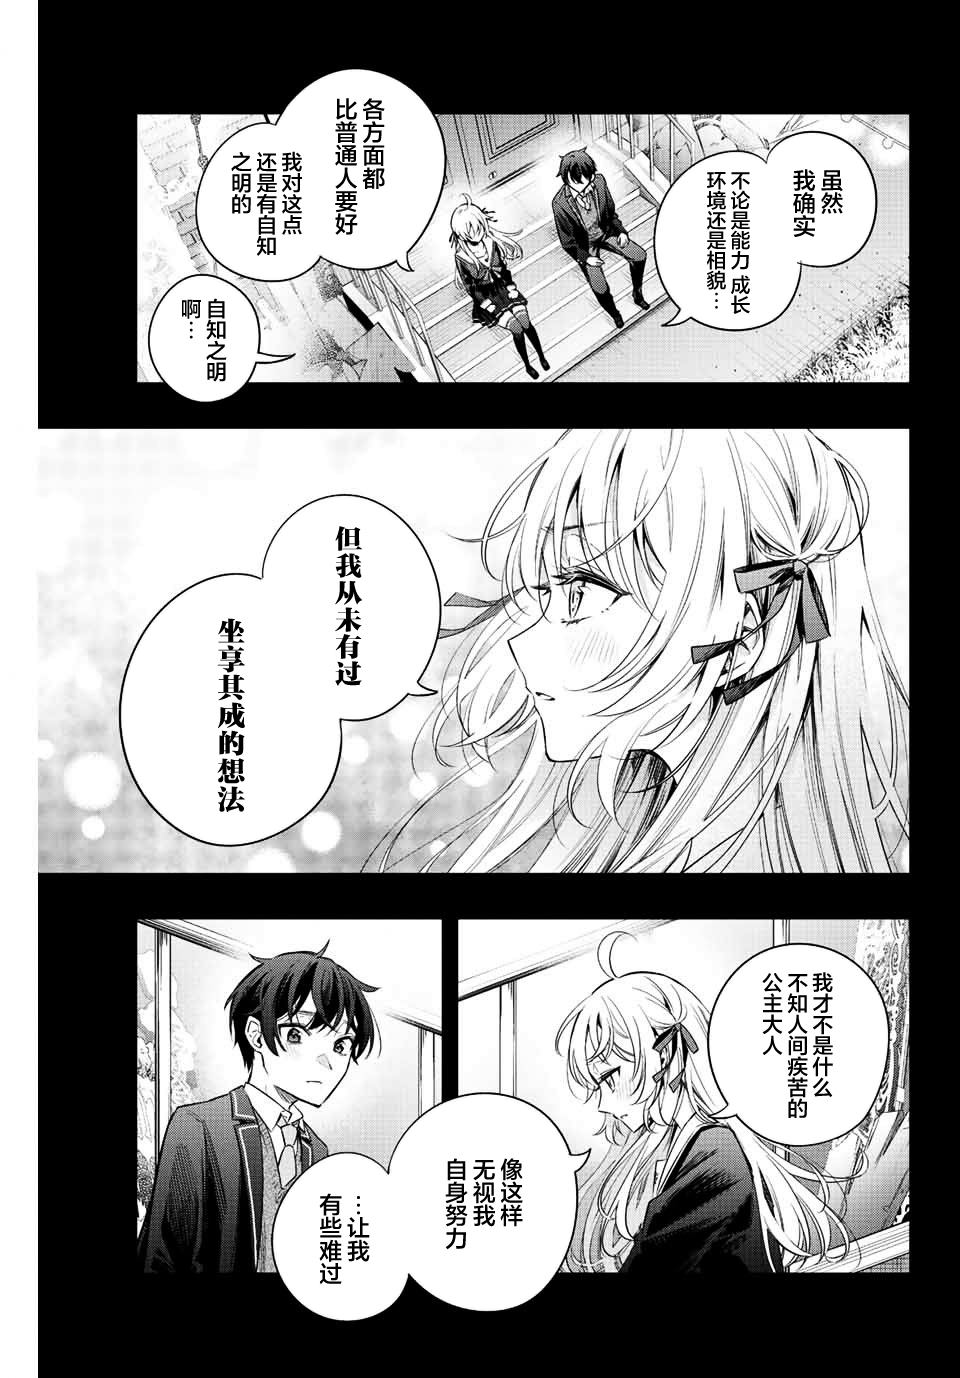 虽然
我确实
不论是能力 成长
环境还是相貌…
各方面都
比普通人要好
我对这点
还是有自知
之明的
自知之明
啊…
但我从未有过
坐享其成的想法
我才不是什么
不知人间疾苦的
公主大人
像这样
无视我
自身努力
…让我
有些难过